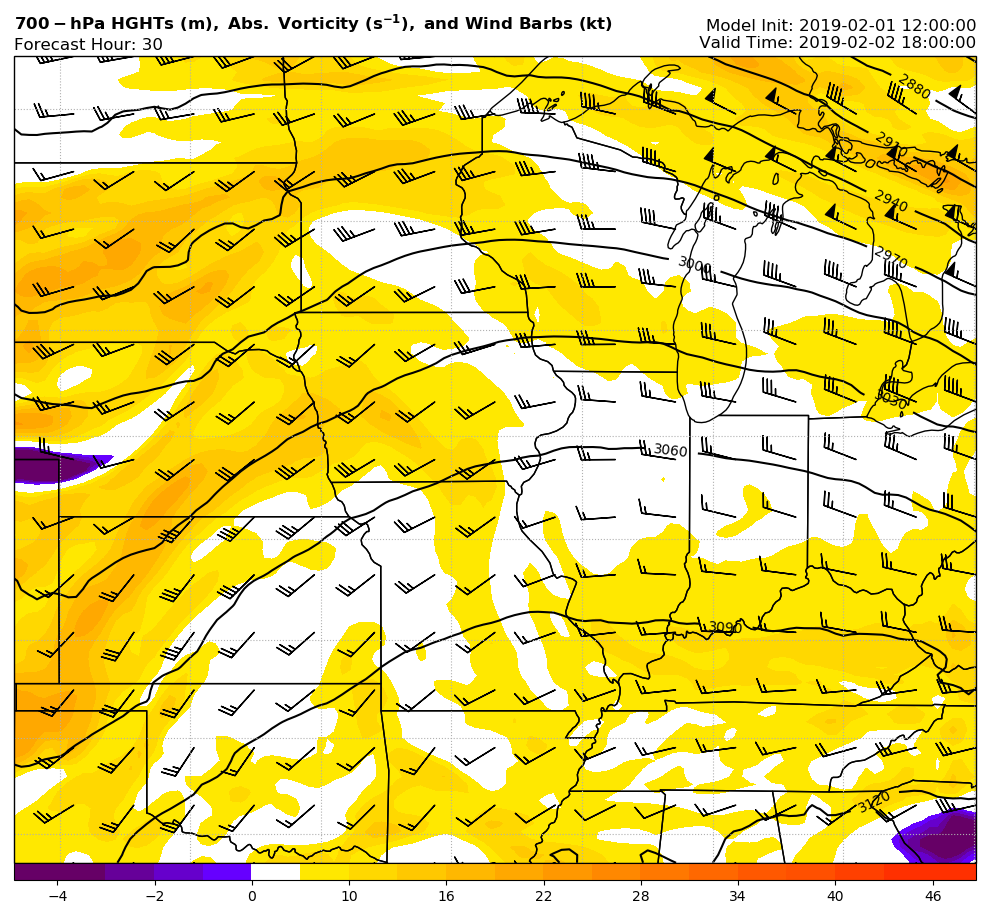 700−hPa HGHTs (m), Abs. Vorticity (s⁻¹), and Wind Barbs (kt)
Model Init: 2019-02-01 12:00:00
Forecast Hour: 30
Valid Time: 2019-02-02 18:00:00
2880
2910
2940
2970
3000
3030
3060
3090
3120
−4 −2 0 10 16 22 28 34 40 46